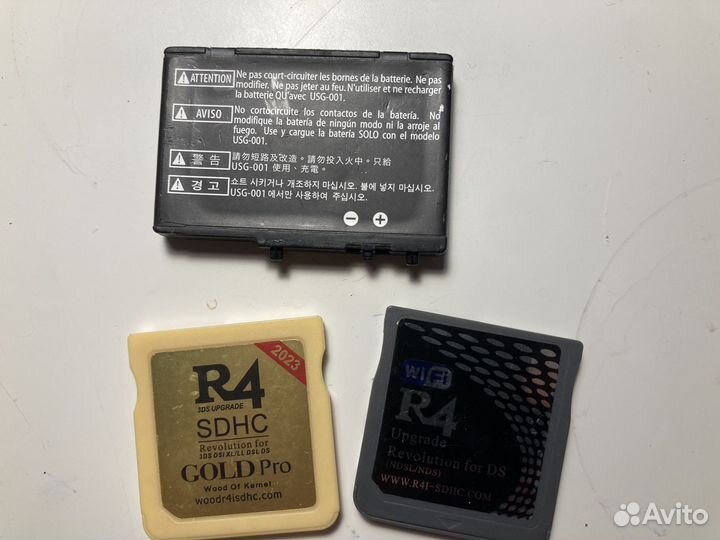 ATTENTION
Ne pas court-circuiter les bornes de la batterie. Ne pas
modifier. Ne pas jeter au feu. N'utiliser et ne recharger
la batterie QU'avec USG-001.
AVISO
No cortocircuite los contactos de la batería. No
modifique la batería de ningún modo ni la arroje al
fuego. Use y cargue la batería SOLO con el modelo
USG-001.
警告
請勿短路及改造。請勿投入火中。只給
USG-001 使用、充電。
경고
쇼트 시키거나 개조하지 마십시오. 불에 넣지 마십시오.
USG-001에서만 사용하여 주십시오.
2023
R4
3DS UPGRADE
SDHC
Revolution for
3DS DSI XL/LL DSL DS
GOLD Pro
Wood Of Kernel
woodr4isdhc.com
WiFi
R4
Upgrade
Revolution for DS
(NDSL/NDS)
WWW.R4I-SDHC.COM
Avito